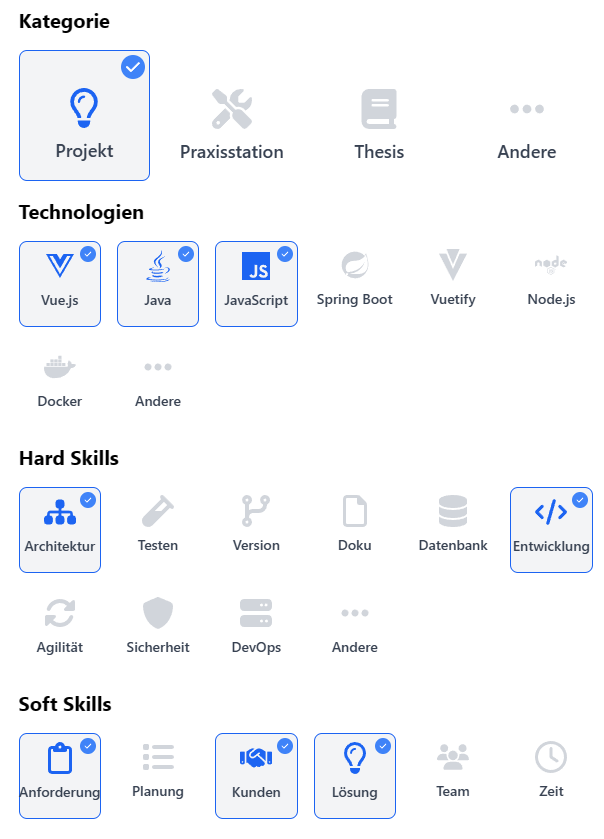 Kategorie
Projekt Praxisstation Thesis Andere
Technologien
JS
Vue.js Java JavaScript Spring Boot Vuetify Node.js
Docker Andere
Hard Skills
Architektur Testen Version Doku Datenbank Entwicklung
Agilität Sicherheit DevOps Andere
Soft Skills
Anforderung Planung Kunden Lösung Team Zeit